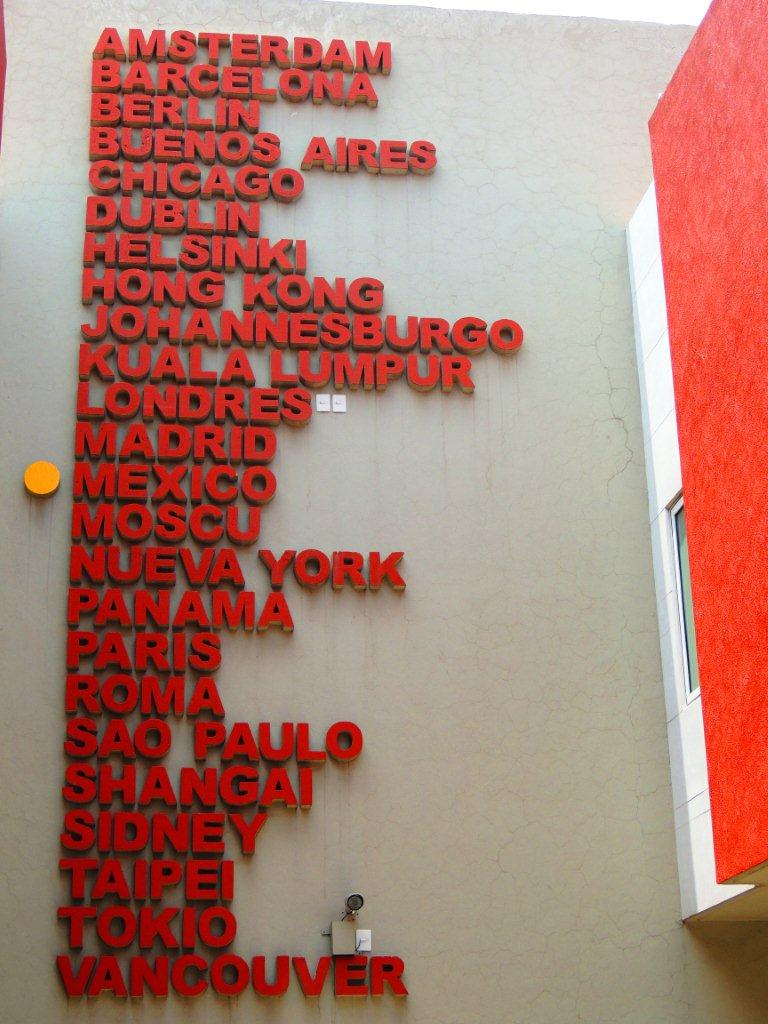 AMSTERDAM
BARCELONA
BERLIN
BUENOS AIRES
CHICAGO
DUBLIN
HELSINKI
HONG KONG
JOHANNESBURGO
KUALA LUMPUR
LONDRES
MADRID
MEXICO
MOSCU
NUEVA YORK
PANAMA
PARIS
ROMA
SAO PAULO
SHANGAI
SIDNEY
TAIPEI
TOKIO
VANCOUVER